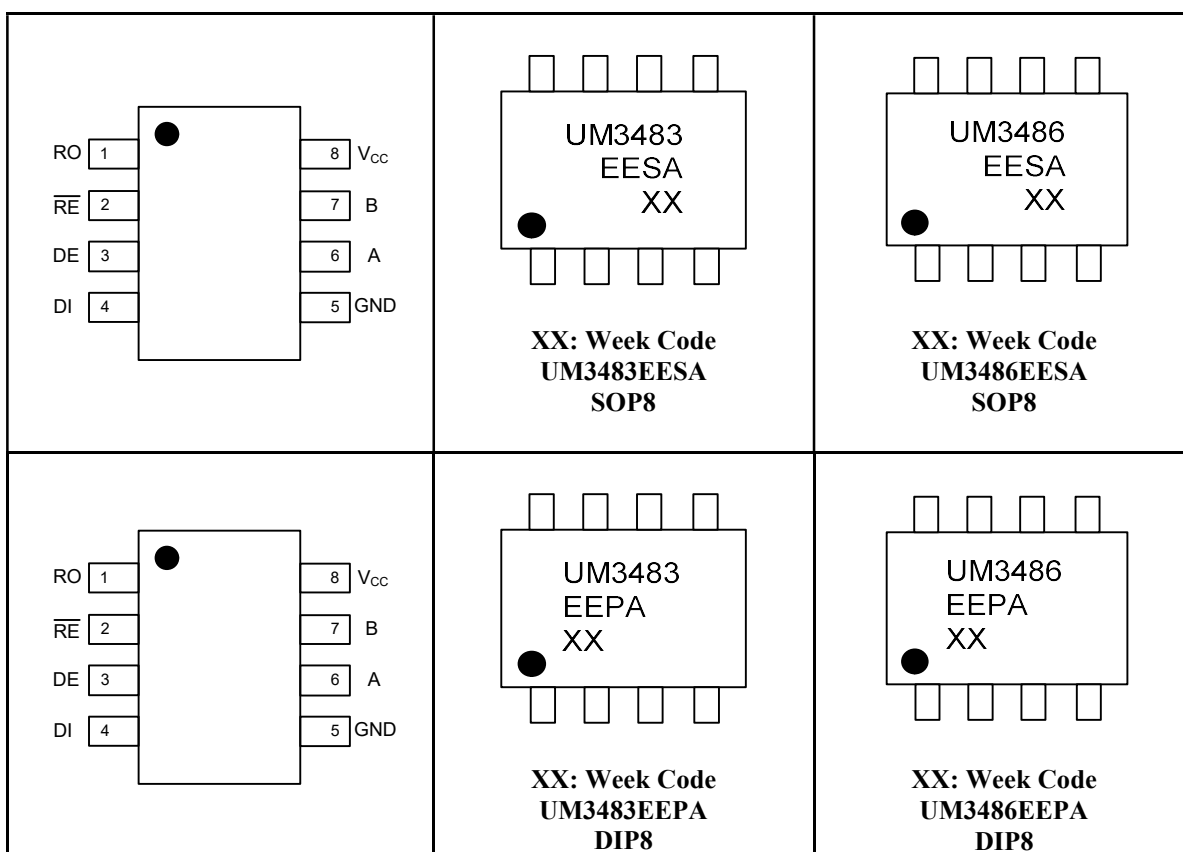 RO 1 8 VCC
RE 2 7 B
DE 3 6 A
DI 4 5 GND
UM3483
EESA
XX
XX: Week Code
UM3483EESA
SOP8
UM3486
EESA
XX
XX: Week Code
UM3486EESA
SOP8
RO 1 8 VCC
RE 2 7 B
DE 3 6 A
DI 4 5 GND
UM3483
EEPA
XX
XX: Week Code
UM3483EEPA
DIP8
UM3486
EEPA
XX
XX: Week Code
UM3486EEPA
DIP8